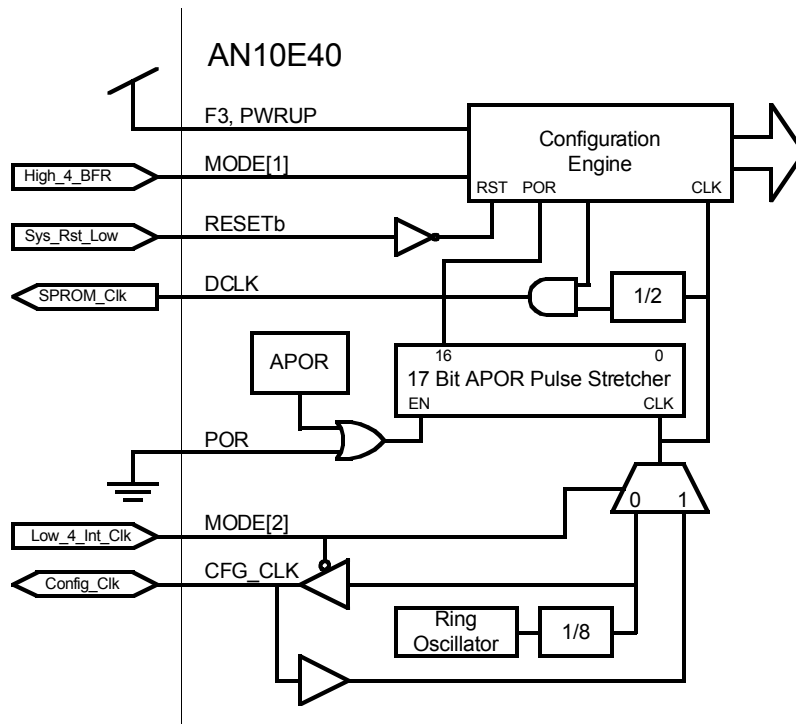 AN10E40
F3, PWRUP
Configuration
Engine
High_4_BFR
MODE[1]
RST
POR
CLK
Sys_Rst_Low
RESETb
SPROM_Clk
DCLK
1/2
APOR
16
0
17 Bit APOR Pulse Stretcher
EN
CLK
POR
0
1
Low_4_Int_Clk
MODE[2]
Config_Clk
CFG_CLK
Ring
Oscillator
1/8